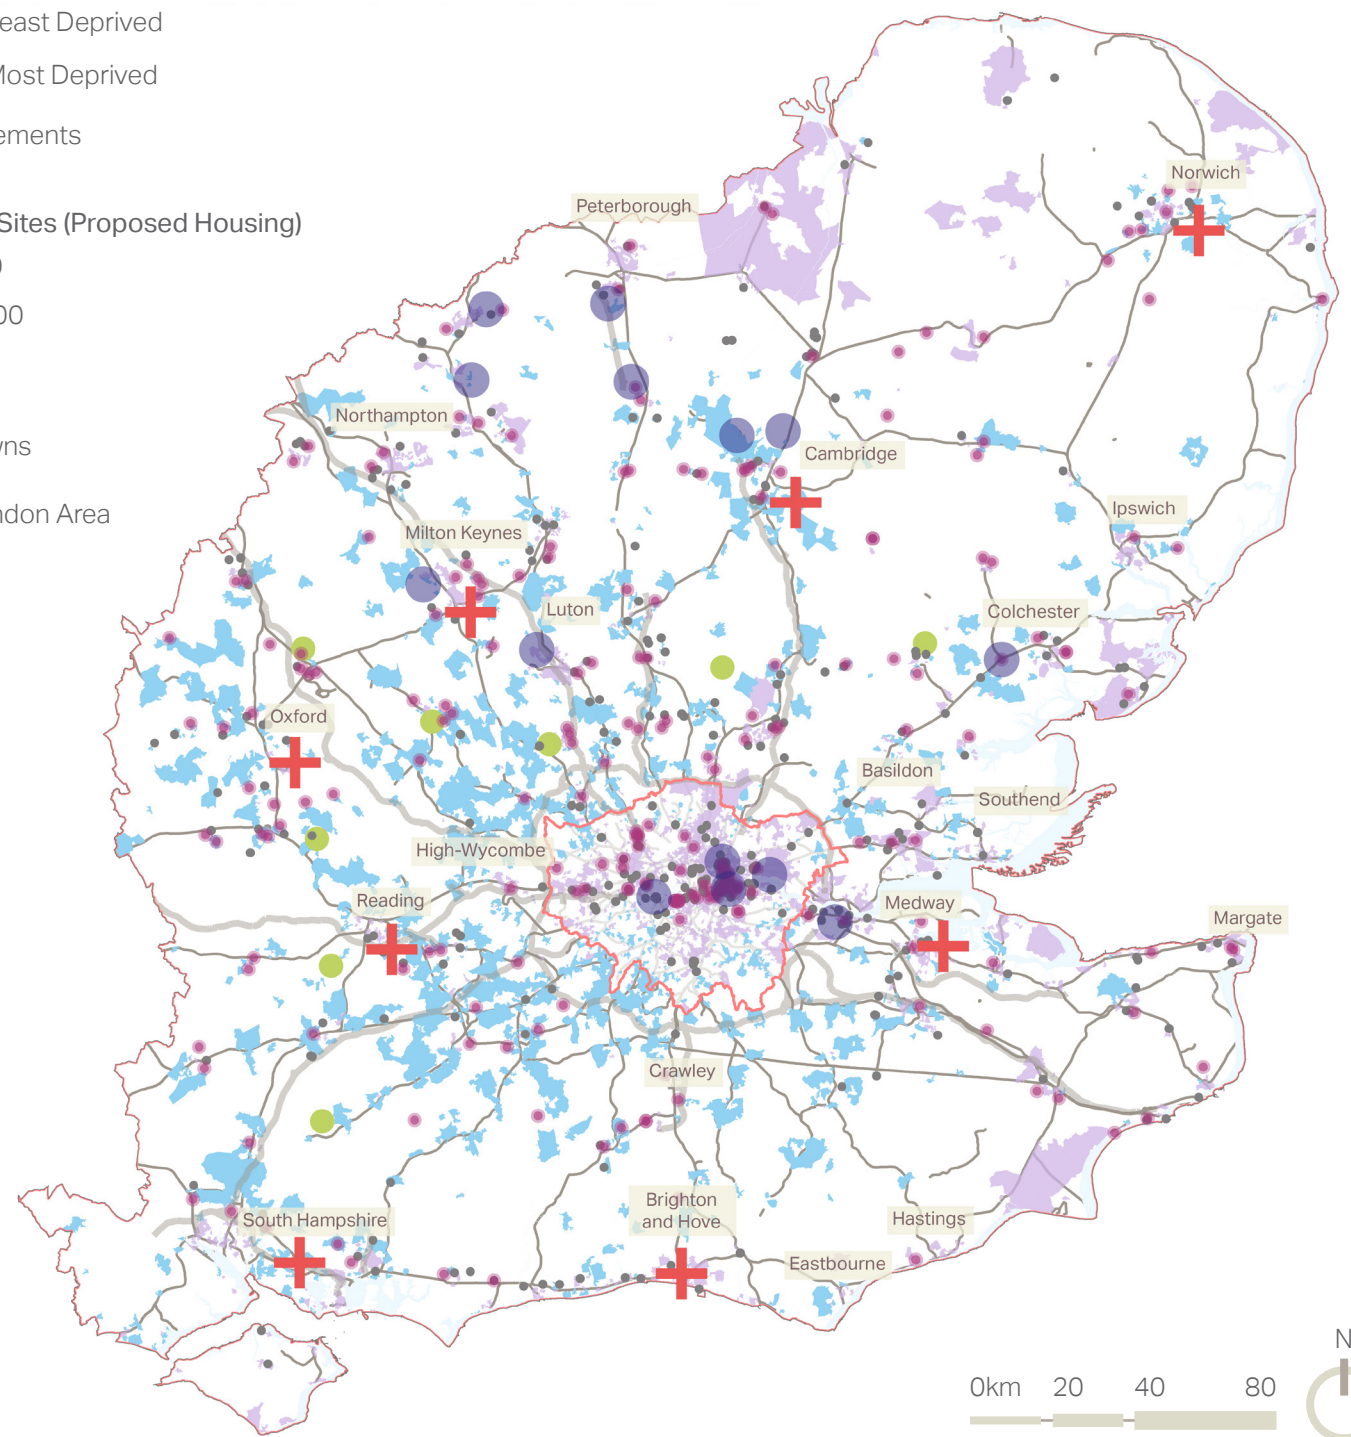 east Deprived
Most Deprived
ements
Sites (Proposed Housing)
00
wns
ndon Area
Norwich
Peterborough
Northampton
Cambridge
Ipswich
Milton Keynes
Luton
Colchester
Oxford
Basildon
Southend
High-Wycombe
Reading
Medway
Margate
Crawley
Brighton
and Hove
South Hampshire
Hastings
Eastbourne
N
0km 20 40 80